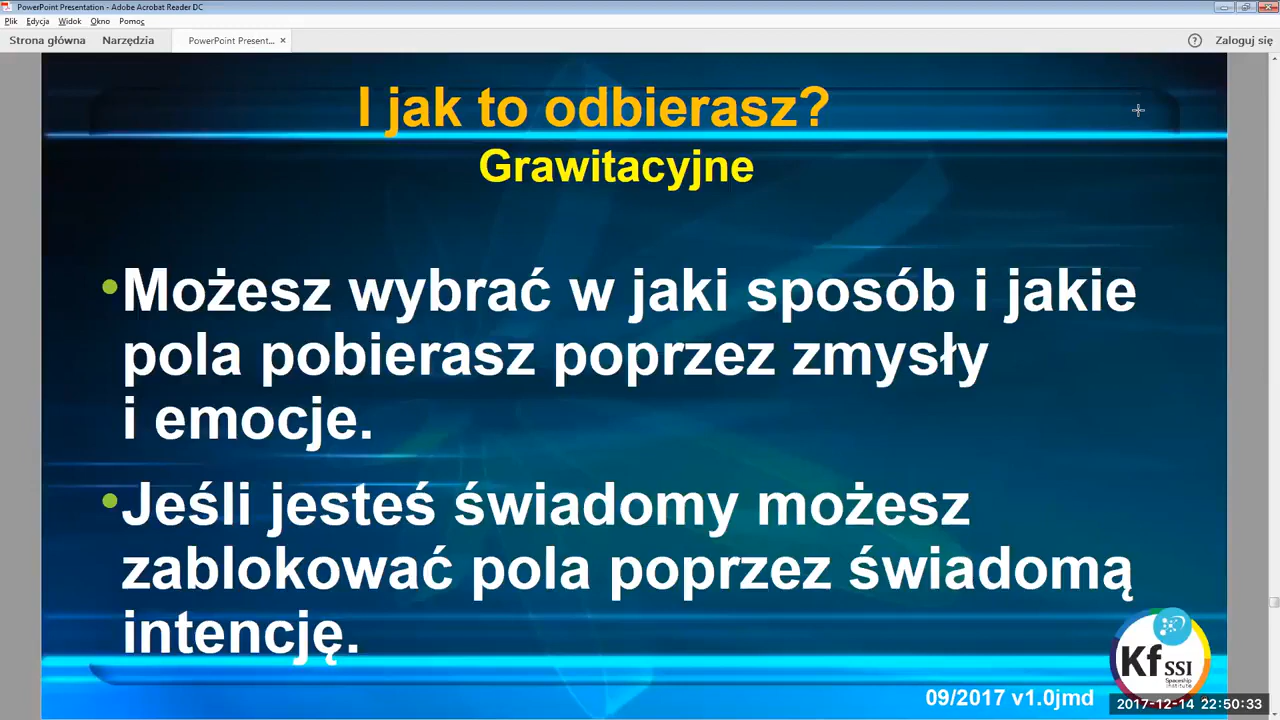 PowerPoint Presentation - Adobe Acrobat Reader DC
Plik Edycja Widok Okno Pomoc
Strona główna Narzędzia PowerPoint Present... × ? Zaloguj się
I jak to odbierasz?
Grawitacyjne
•Możesz wybrać w jaki sposób i jakie
pola pobierasz poprzez zmysły
i emocje.
•Jeśli jesteś świadomy możesz
zablokować pola poprzez świadomą
intencję.
Kf SSI
Spaceship
Institute
09/2017 v1.0jmd
2017-12-14 22:50:33